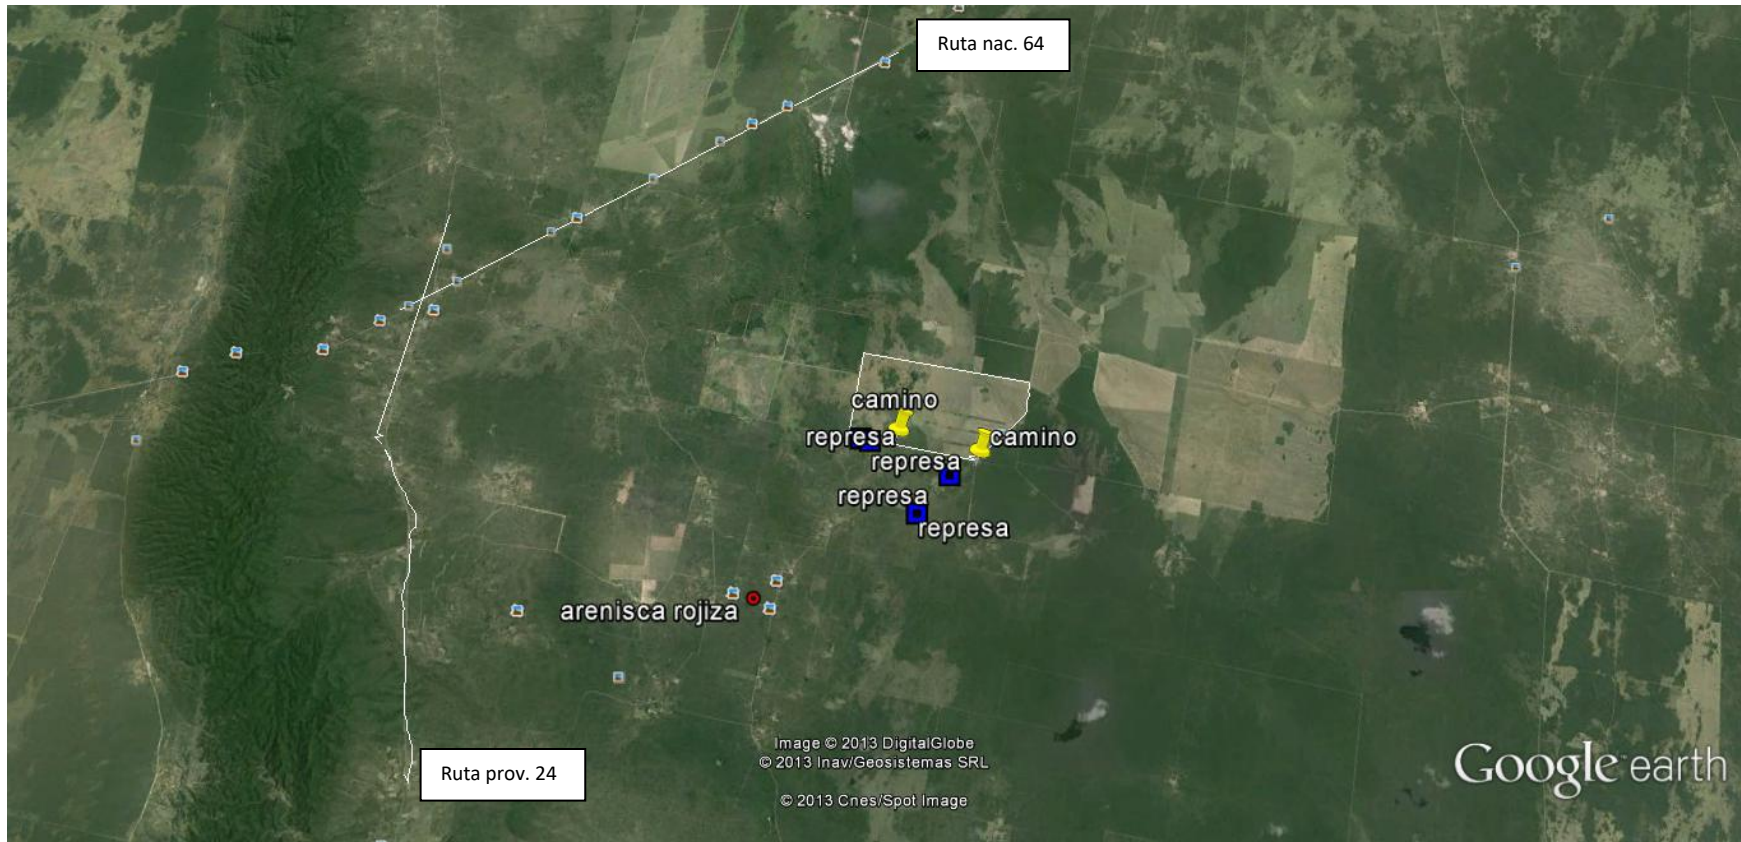 Ruta nac. 64
camino
represa
camino
represa
represa
represa
arenisca rojiza
Image © 2013 DigitalGlobe
© 2013 Inav/Geosistemas SRL
© 2013 Cnes/Spot Image
Google earth
Ruta prov. 24